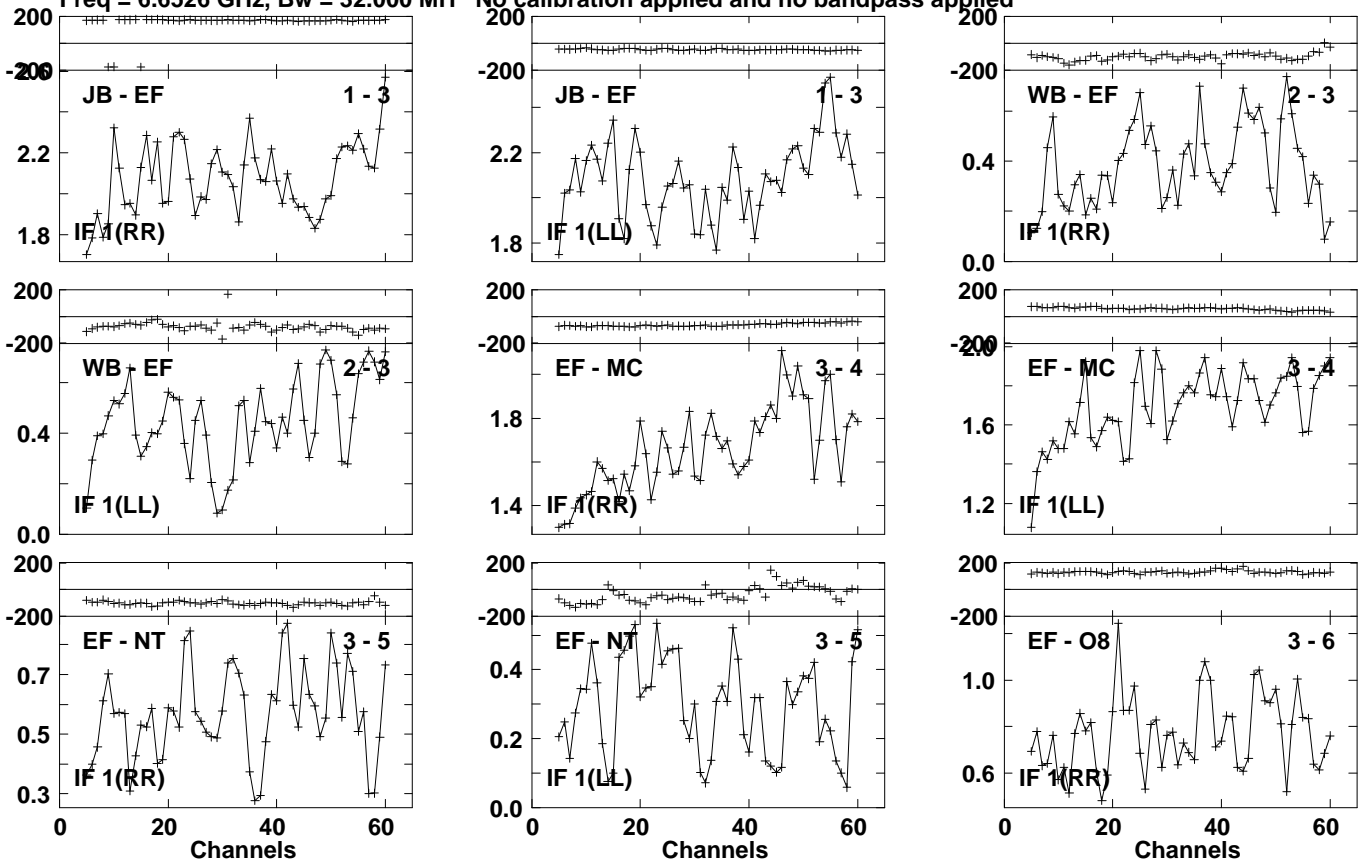 Freq = 6.6526 GHz, Bw = 32.000 MH No calibration applied and no bandpass applied
200
-200
2.6
2.2
1.8
JB - EF
1 - 3
IF 1(RR)
200
-200
2.2
1.8
JB - EF
1 - 3
IF 1(LL)
200
-200
0.4
0.0
WB - EF
2 - 3
IF 1(RR)
200
-200
0.4
0.0
WB - EF
2 - 3
IF 1(LL)
200
-200
1.8
1.4
EF - MC
3 - 4
IF 1(RR)
200
-200
2.0
1.6
1.2
EF - MC
3 - 4
IF 1(LL)
200
-200
0.7
0.5
0.3
EF - NT
3 - 5
IF 1(RR)
0 20 40 60
Channels
200
-200
0.4
0.2
0.0
EF - NT
3 - 5
IF 1(LL)
0 20 40 60
Channels
200
-200
1.0
0.6
EF - O8
3 - 6
IF 1(RR)
0 20 40 60
Channels